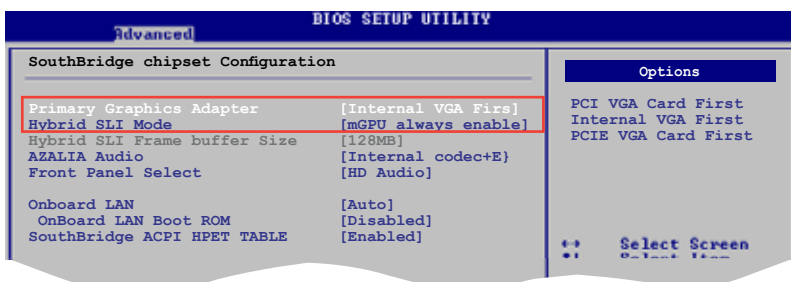 BIOS SETUP UTILITY
Advanced
SouthBridge chipset Configuration
Primary Graphics Adapter [Internal VGA Firs]
Hybrid SLI Mode [mGPU always enable]
Hybrid SLI Frame buffer Size [128MB]
AZALIA Audio [Internal codec+E}
Front Panel Select [HD Audio]
Onboard LAN [Auto]
OnBoard LAN Boot ROM [Disabled]
SouthBridge ACPI HPET TABLE [Enabled]
Options
PCI VGA Card First
Internal VGA First
PCIE VGA Card First
↔ Select Screen
Select Item